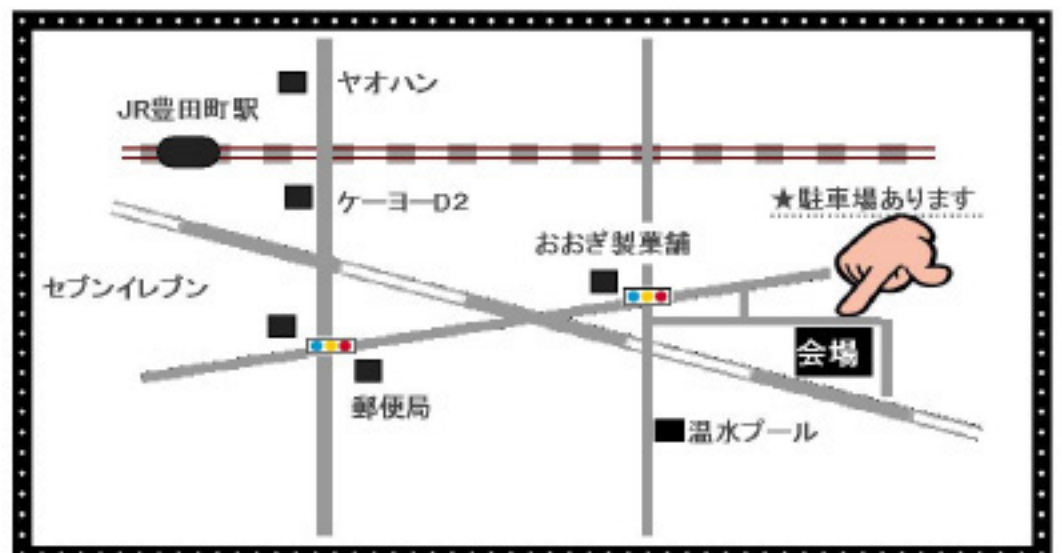 ヤオハン
JR豊田町駅
ケーヨーD2
★駐車場あります
おおぎ製菓舗
セブンイレブン
会場
郵便局
温水プール